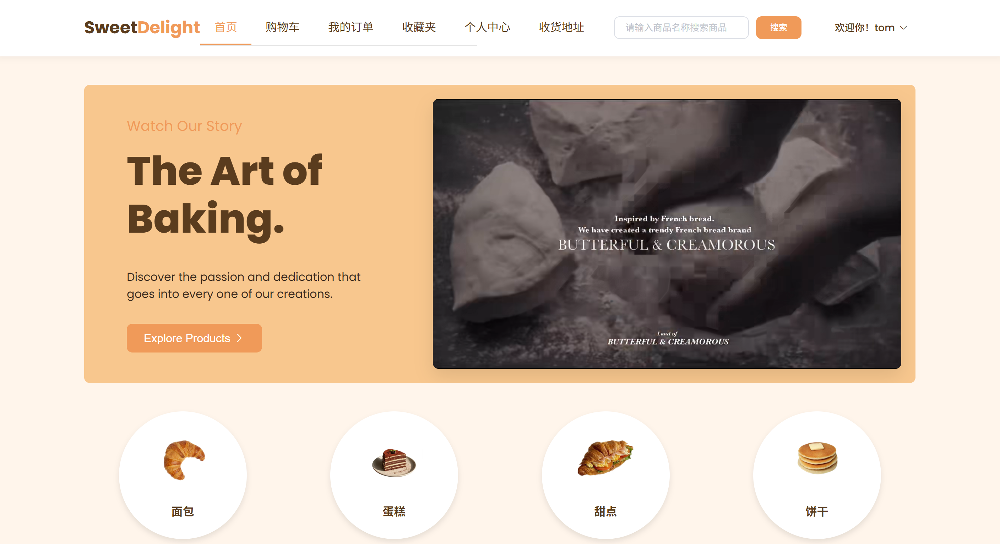 SweetDelight
首页 购物车 我的订单 收藏夹 个人中心 收货地址
请输入商品名称搜索商品
搜索
欢迎你！tom
Watch Our Story
The Art of
Baking.
Discover the passion and dedication that
goes into every one of our creations.
Explore Products
Inspired by French bread.
We have created a trendy French bread brand
BUTTERFUL & CREAMOROUS
Land of
BUTTERFUL & CREAMOROUS
面包
蛋糕
甜点
饼干